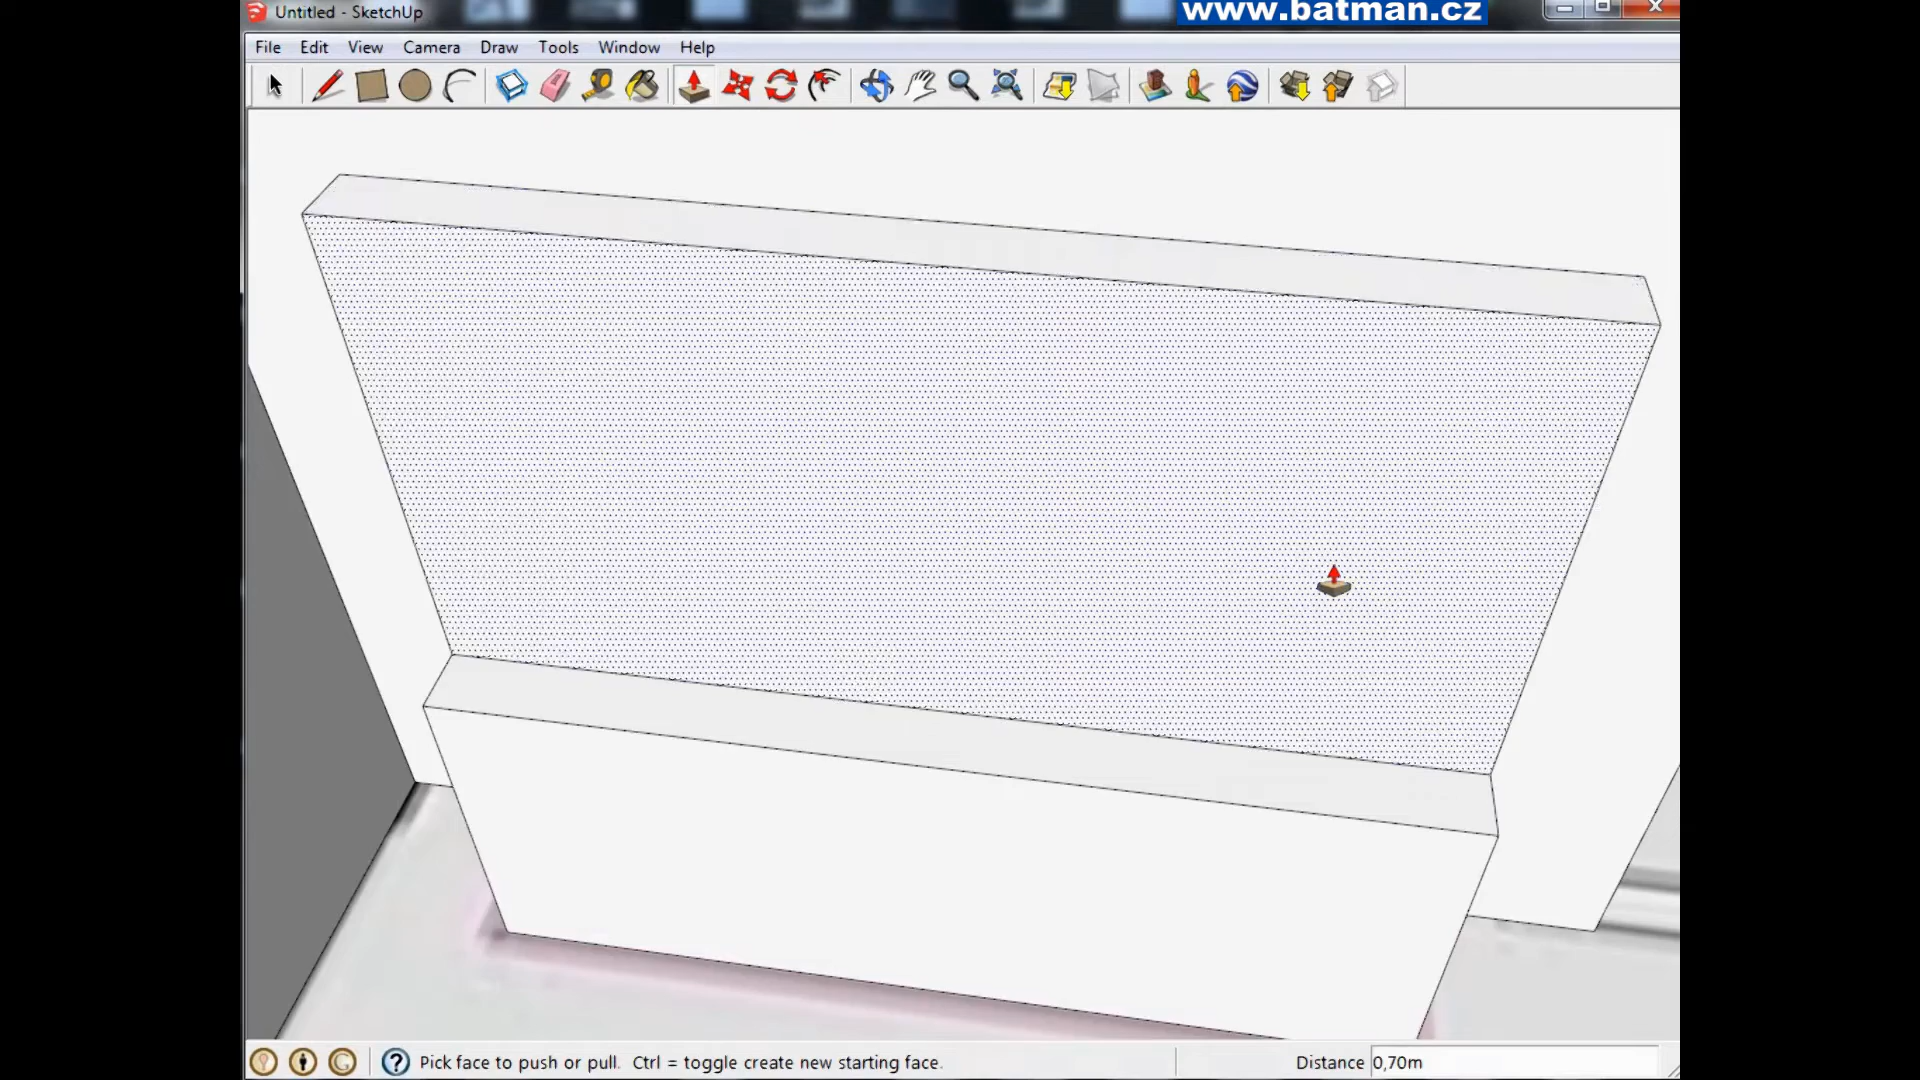 Untitled - SketchUp
www.batman.cz
File Edit View Camera Draw Tools Window Help
Pick face to push or pull. Ctrl = toggle create new starting face.
Distance 0,70m